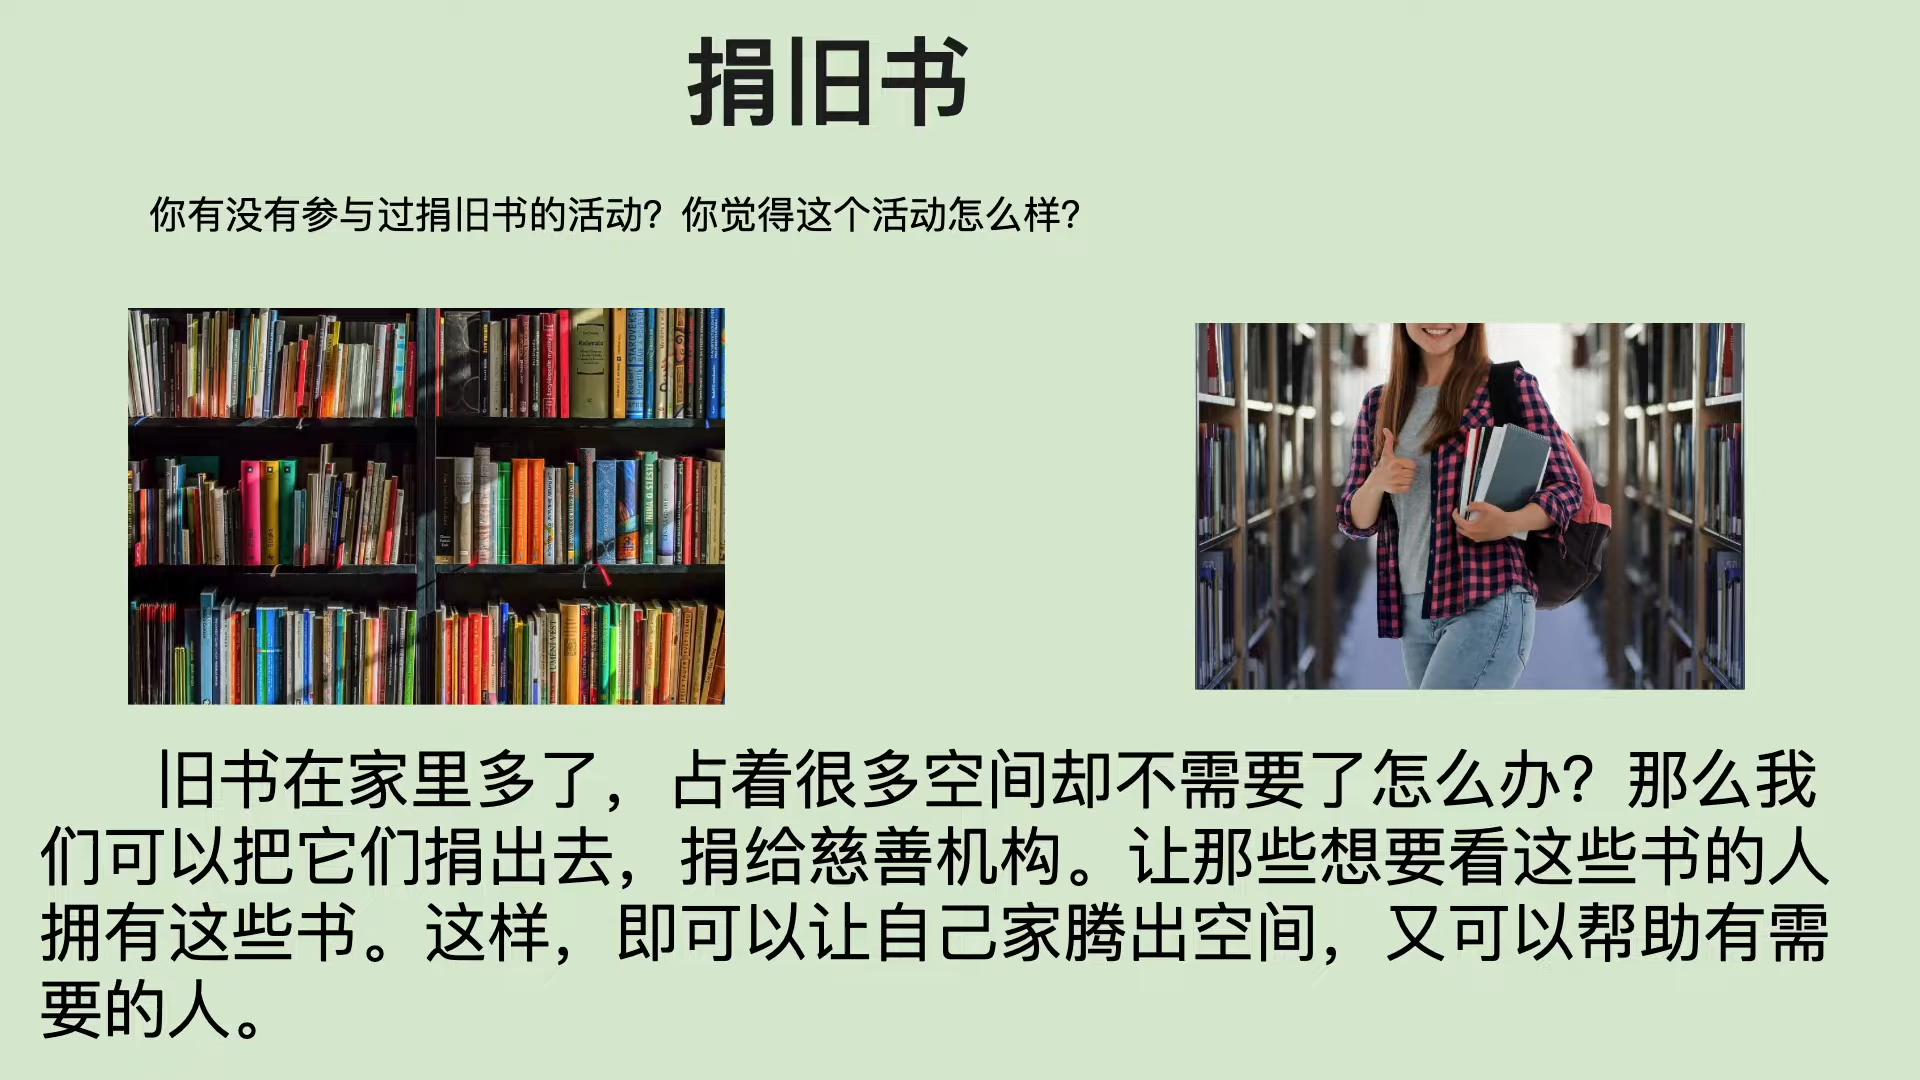 捐旧书
你有没有参与过捐旧书的活动？你觉得这个活动怎么样？
旧书在家里多了，占着很多空间却不需要了怎么办？那么我
们可以把它们捐出去，捐给慈善机构。让那些想要看这些书的人
拥有这些书。这样，即可以让自己家腾出空间，又可以帮助有需
要的人。